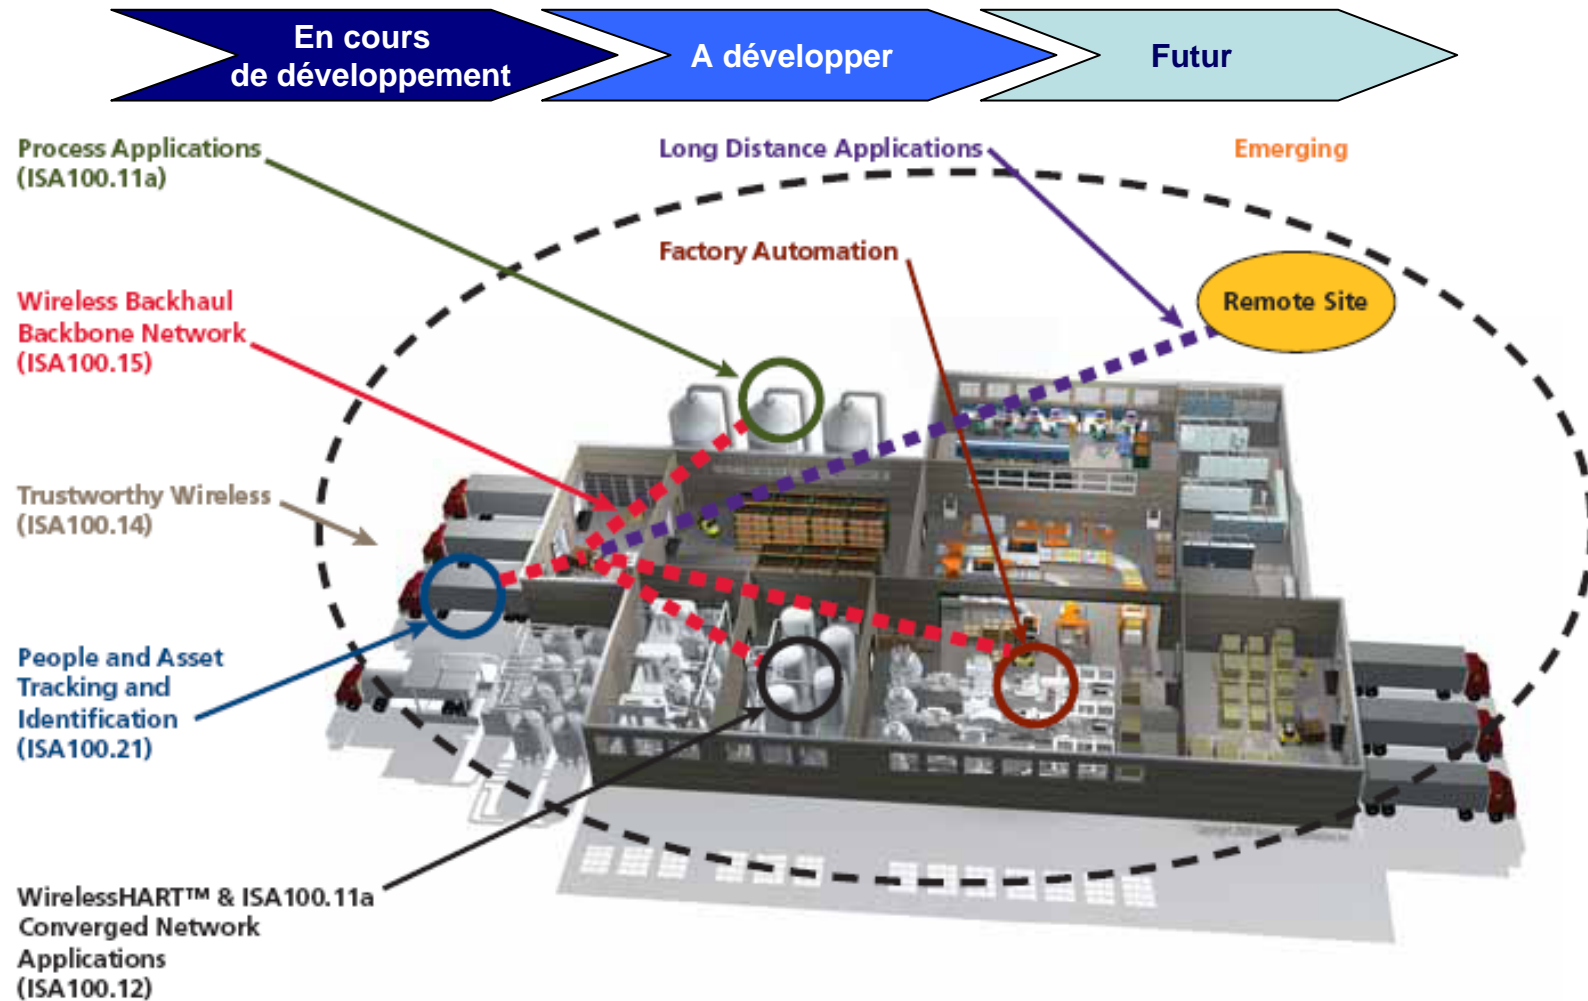 En cours
de développement
A développer
Futur
Process Applications
(ISA100.11a)
Long Distance Applications
Emerging
Factory Automation
Wireless Backhaul
Backbone Network
(ISA100.15)
Remote Site
Trustworthy Wireless
(ISA100.14)
People and Asset
Tracking and
Identification
(ISA100.21)
WirelessHART™ & ISA100.11a
Converged Network
Applications
(ISA100.12)